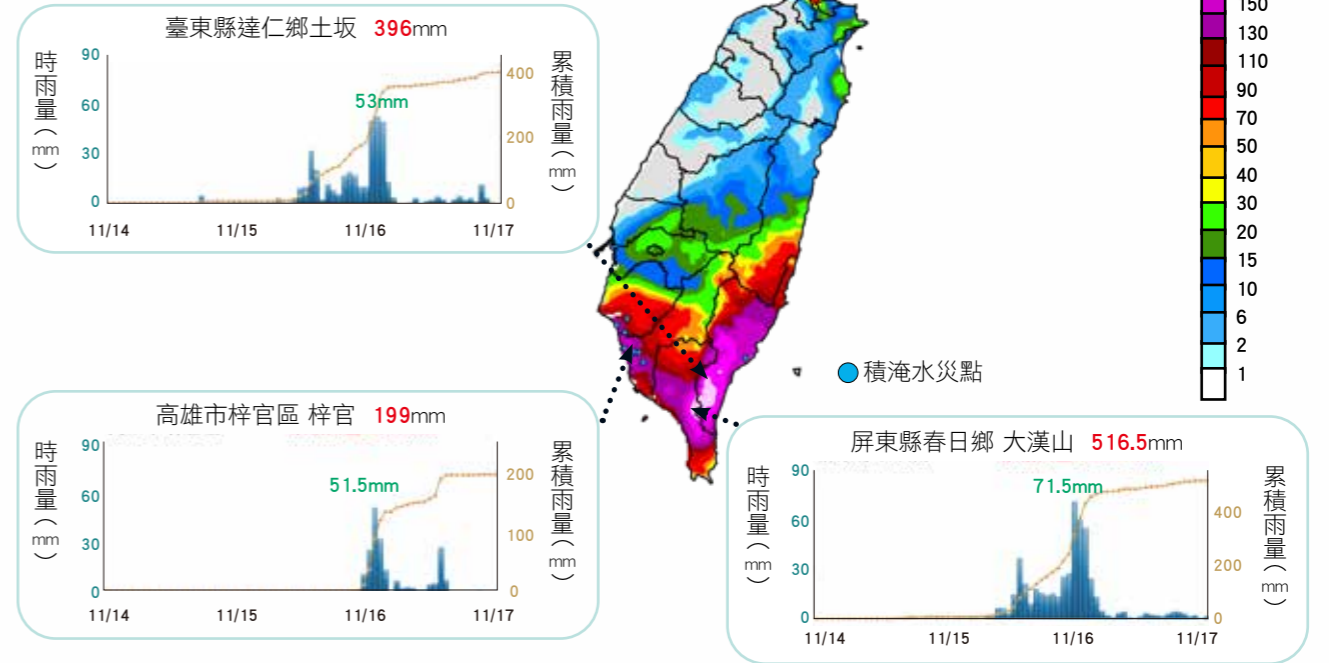 臺東縣達仁鄉土坂 396mm
時雨量(mm)
累積雨量(mm)
90
60
30
0
53mm
400
200
0
11/14 11/15 11/16 11/17
高雄市梓官區 梓官 199mm
時雨量(mm)
累積雨量(mm)
90
60
30
0
51.5mm
200
100
0
11/14 11/15 11/16 11/17
屏東縣春日鄉 大漢山 516.5mm
時雨量(mm)
累積雨量(mm)
90
60
30
0
71.5mm
400
200
0
11/14 11/15 11/16 11/17
積淹水災點
150
130
110
90
70
50
40
30
20
15
10
6
2
1